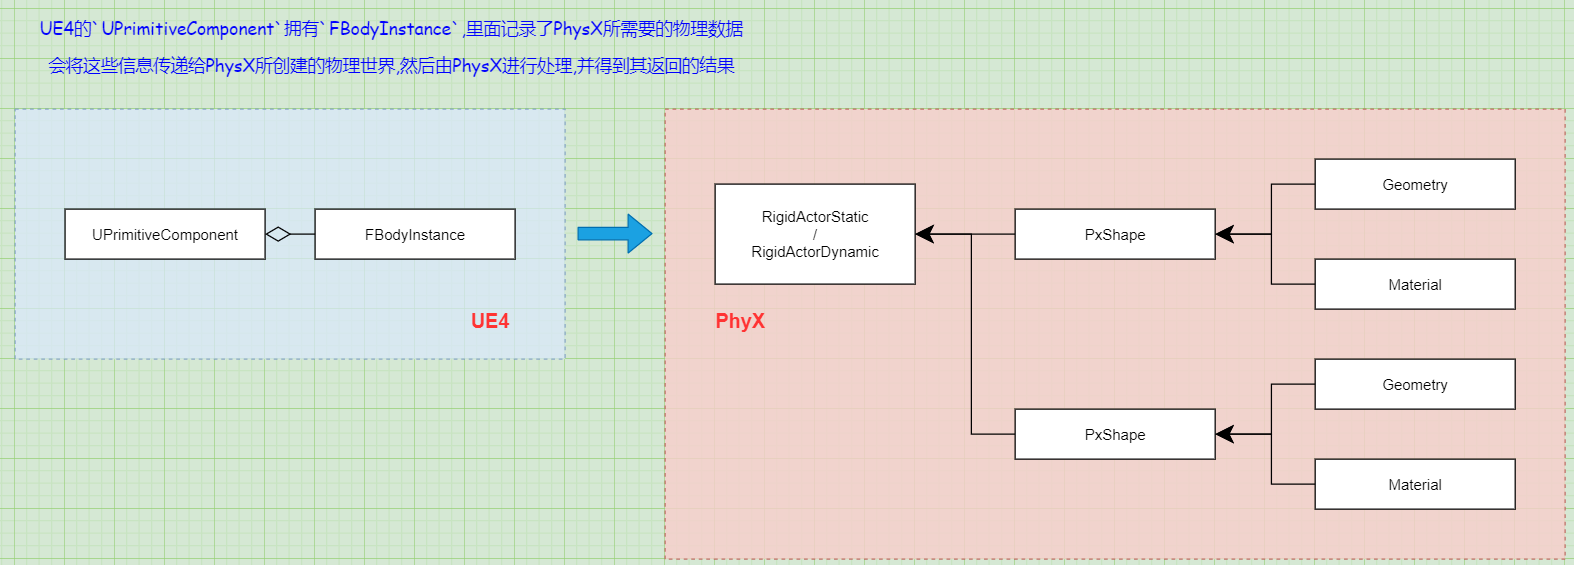 UE4的`UPrimitiveComponent`拥有`FBodyInstance`,里面记录了PhysX所需要的物理数据
会将这些信息传递给PhysX所创建的物理世界,然后由PhysX进行处理,并得到其返回的结果
UPrimitiveComponent
FBodyInstance
UE4
RigidActorStatic
/
RigidActorDynamic
PhyX
PxShape
Geometry
Material
PxShape
Geometry
Material